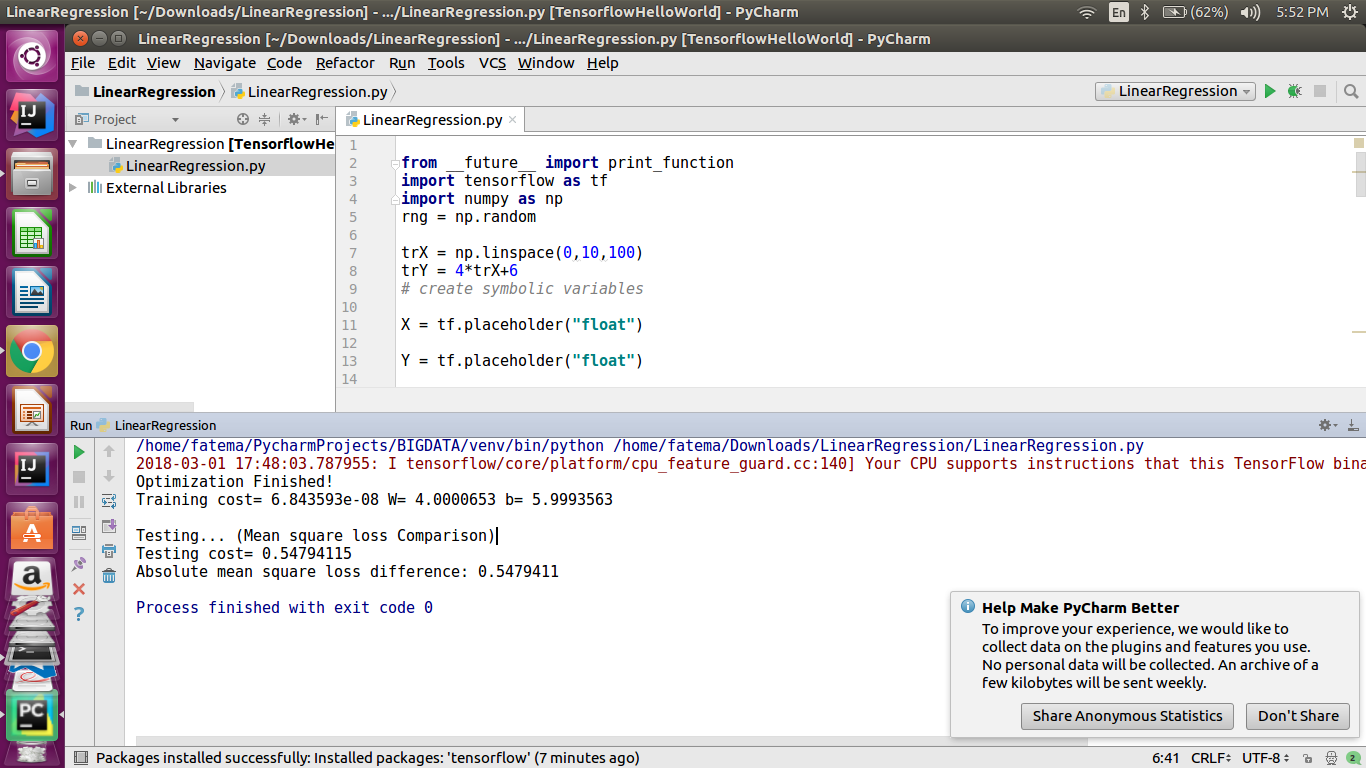 LinearRegression [~/Downloads/LinearRegression] - .../LinearRegression.py [TensorflowHelloWorld] - PyCharm
En (62%) 5:52 PM
LinearRegression [~/Downloads/LinearRegression] - .../LinearRegression.py [TensorflowHelloWorld] - PyCharm
File Edit View Navigate Code Refactor Run Tools VCS Window Help
LinearRegression LinearRegression.py LinearRegression
Project
LinearRegression.py
LinearRegression [TensorflowHe
LinearRegression.py
External Libraries
1
2 from __future__ import print_function
3 import tensorflow as tf
4 import numpy as np
5 rng = np.random
6
7 trX = np.linspace(0,10,100)
8 trY = 4*trX+6
9 # create symbolic variables
10
11 X = tf.placeholder("float")
12
13 Y = tf.placeholder("float")
14
Run LinearRegression
/home/fatema/PycharmProjects/BIGDATA/venv/bin/python /home/fatema/Downloads/LinearRegression/LinearRegression.py
2018-03-01 17:48:03.787955: I tensorflow/core/platform/cpu_feature_guard.cc:140] Your CPU supports instructions that this TensorFlow bina
Optimization Finished!
Training cost= 6.843593e-08 W= 4.0000653 b= 5.9993563
Testing... (Mean square loss Comparison)
Testing cost= 0.54794115
Absolute mean square loss difference: 0.5479411
Process finished with exit code 0
Help Make PyCharm Better
To improve your experience, we would like to
collect data on the plugins and features you use.
No personal data will be collected. An archive of a
few kilobytes will be sent weekly.
Share Anonymous Statistics Don't Share
IJ
IJ
A
a
PC
Packages installed successfully: Installed packages: 'tensorflow' (7 minutes ago)
6:41 CRLF UTF-8 2